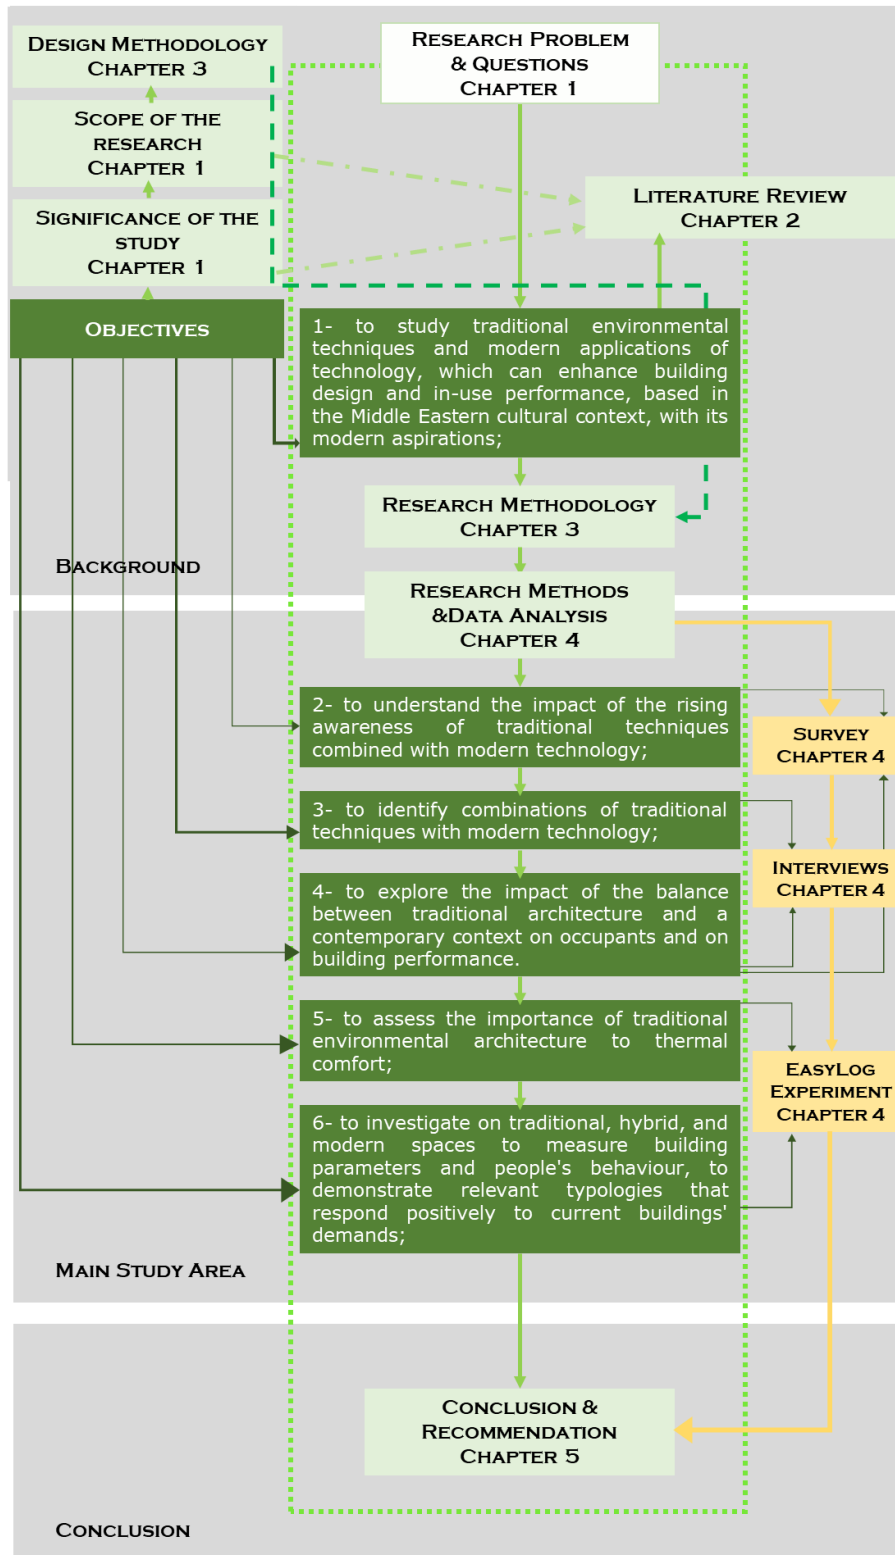 DESIGN METHODOLOGY
CHAPTER 3
SCOPE OF THE
RESEARCH
CHAPTER 1
SIGNIFICANCE OF THE
STUDY
CHAPTER 1
OBJECTIVES
RESEARCH PROBLEM
& QUESTIONS
CHAPTER 1
LITERATURE REVIEW
CHAPTER 2
1- to study traditional environmental
techniques and modern applications of
technology, which can enhance building
design and in-use performance, based in
the Middle Eastern cultural context, with its
modern aspirations;
RESEARCH METHODOLOGY
CHAPTER 3
BACKGROUND
RESEARCH METHODS
&DATA ANALYSIS
CHAPTER 4
2- to understand the impact of the rising
awareness of traditional techniques
combined with modern technology;
SURVEY
CHAPTER 4
3- to identify combinations of traditional
techniques with modern technology;
INTERVIEWS
CHAPTER 4
4- to explore the impact of the balance
between traditional architecture and a
contemporary context on occupants and on
building performance.
5- to assess the importance of traditional
environmental architecture to thermal
comfort;
EASYLOG
EXPERIMENT
CHAPTER 4
6- to investigate on traditional, hybrid, and
modern spaces to measure building
parameters and people's behaviour, to
demonstrate relevant typologies that
respond positively to current buildings'
demands;
MAIN STUDY AREA
CONCLUSION &
RECOMMENDATION
CHAPTER 5
CONCLUSION